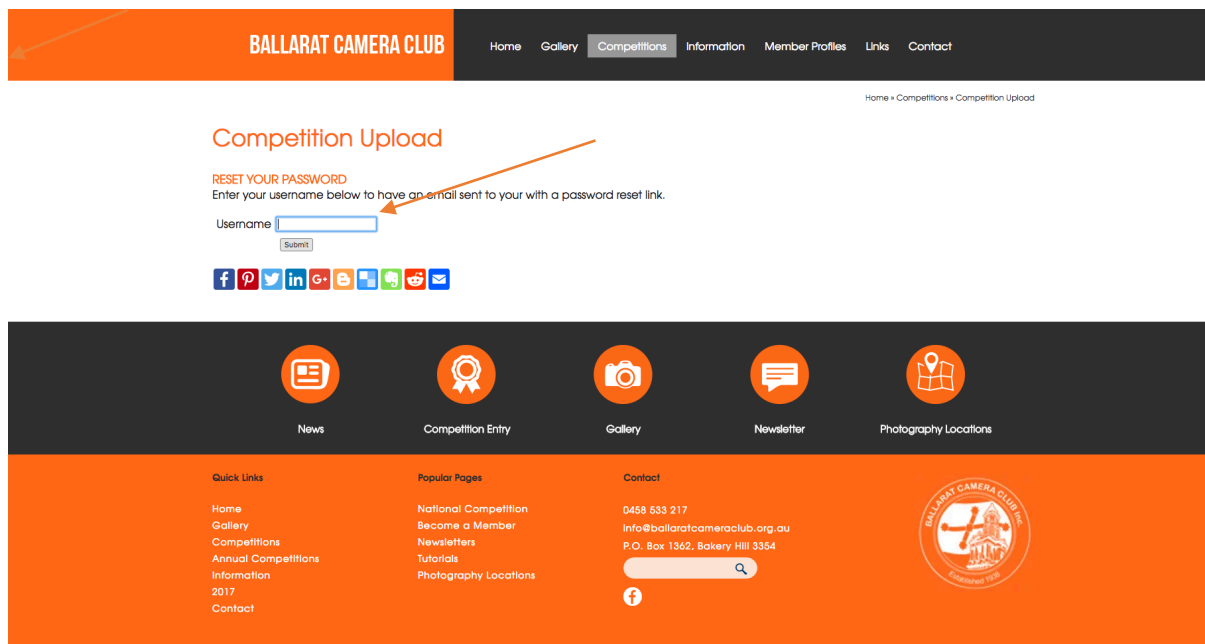 BALLARAT CAMERA CLUB
Home Gallery Competitions Information Member Profiles Links Contact
Home » Competitions » Competition Upload
Competition Upload
RESET YOUR PASSWORD
Enter your username below to have an email sent to your with a password reset link.
Username
Submit
News Competition Entry Gallery Newsletter Photography Locations
Quick Links
Home
Gallery
Competitions
Annual Competitions
Information
2017
Contact
Popular Pages
National Competition
Become a Member
Newsletters
Tutorials
Photography Locations
Contact
0458 533 217
info@ballaratcameraclub.org.au
P.O. Box 1362, Bakery Hill 3354
BALLARAT CAMERA CLUB Inc.
Established 19